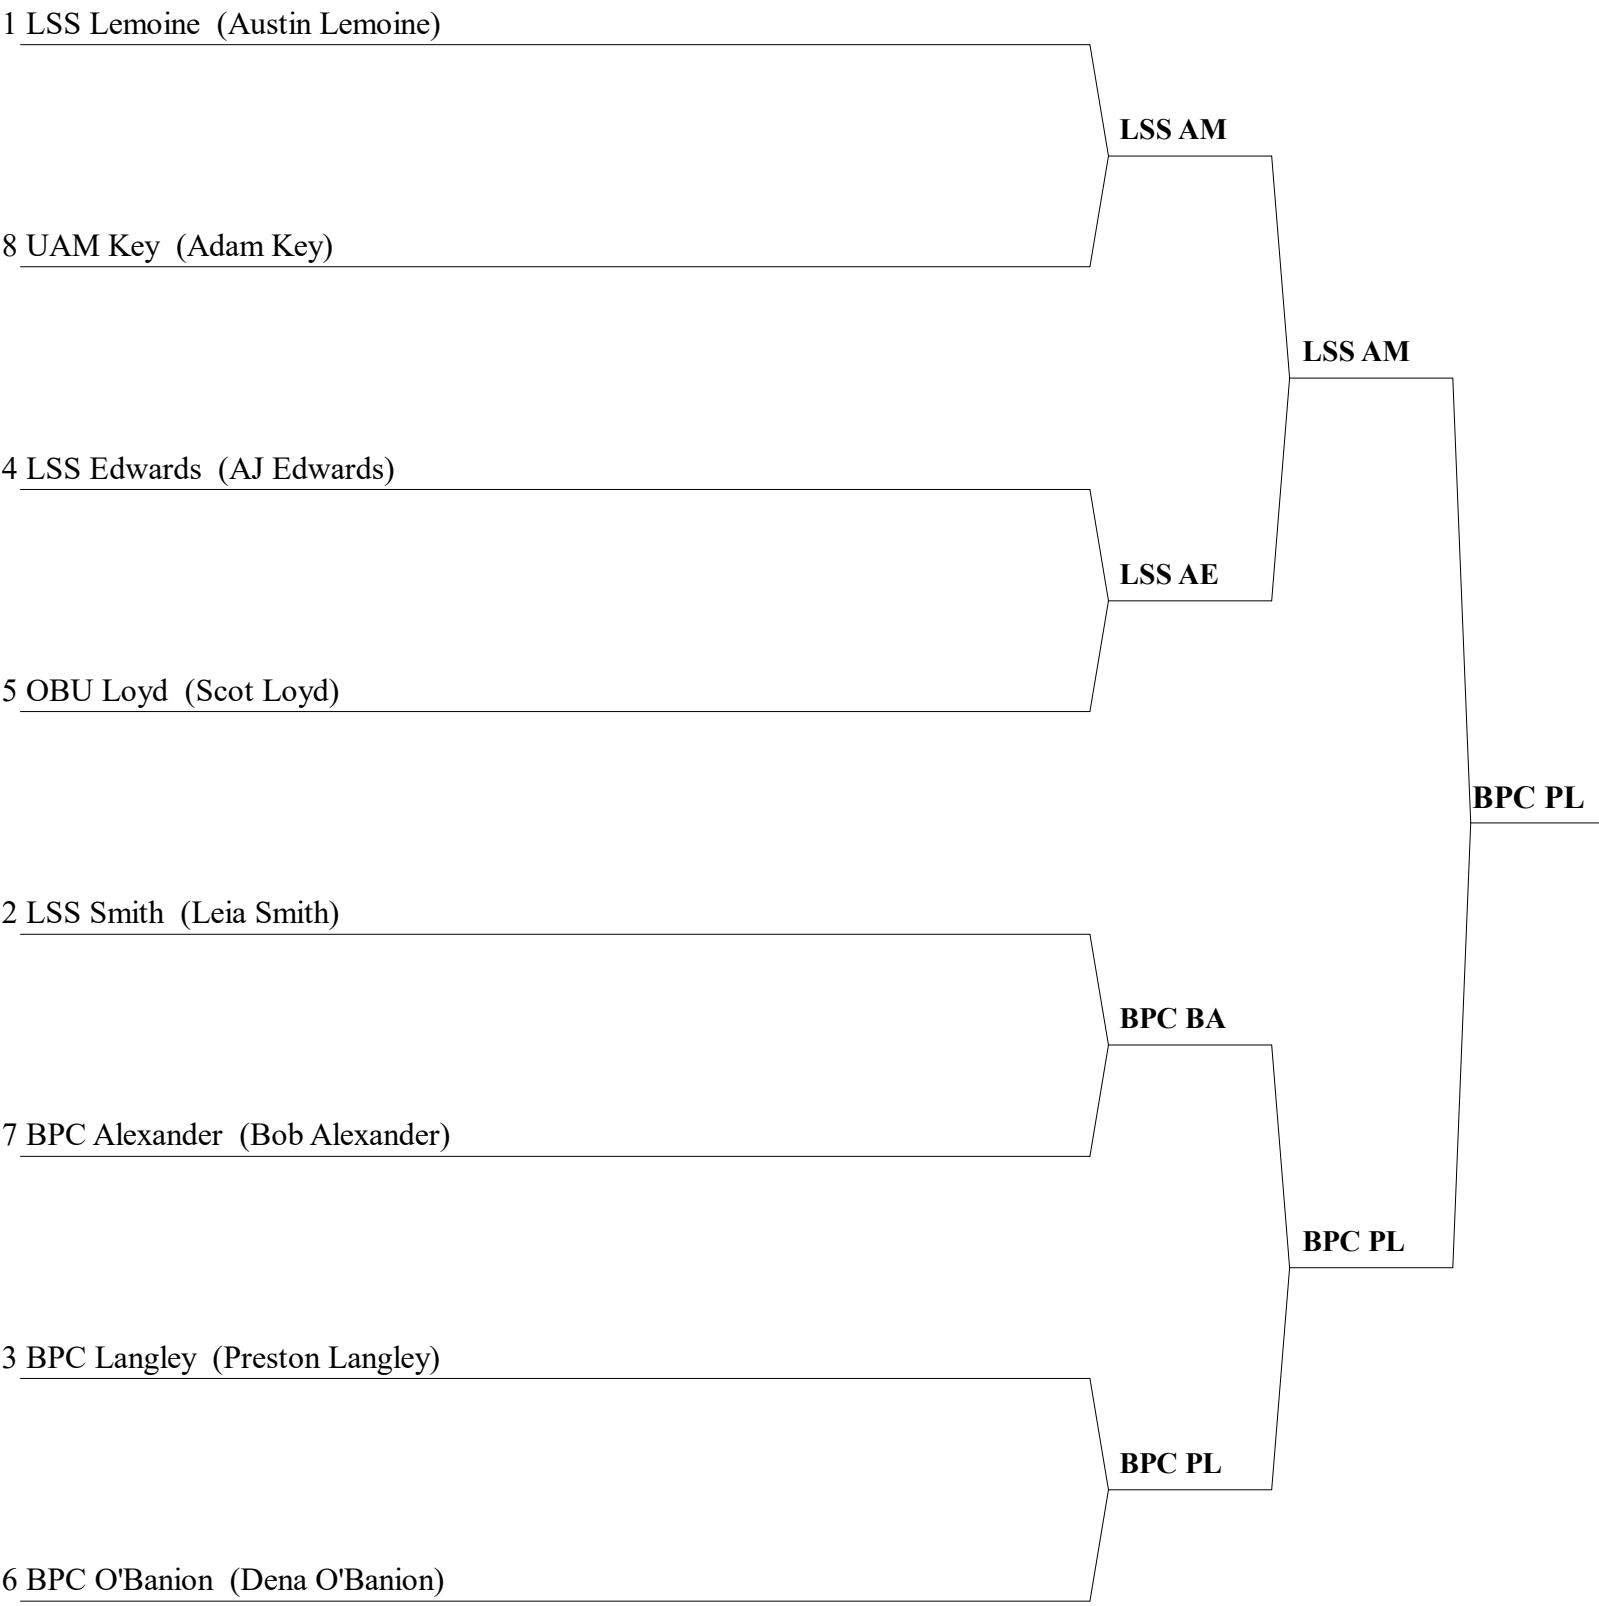 1 LSS Lemoine (Austin Lemoine)
LSS AM
8 UAM Key (Adam Key)
LSS AM
4 LSS Edwards (AJ Edwards)
LSS AE
5 OBU Loyd (Scot Loyd)
BPC PL
2 LSS Smith (Leia Smith)
BPC BA
7 BPC Alexander (Bob Alexander)
BPC PL
3 BPC Langley (Preston Langley)
BPC PL
6 BPC O'Banion (Dena O'Banion)